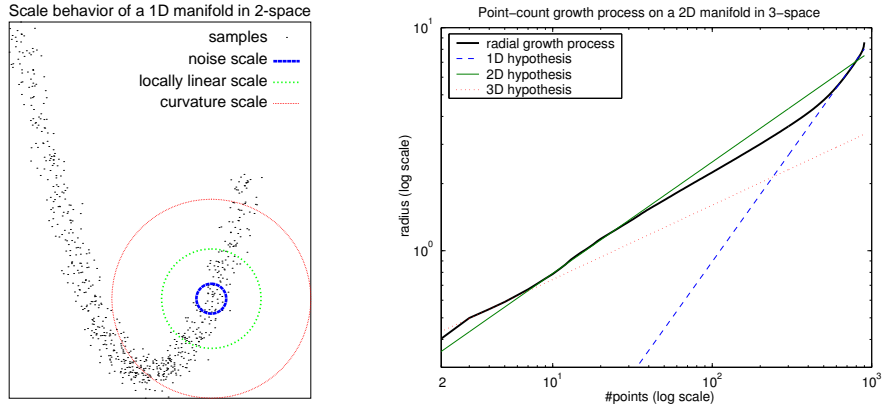 Scale behavior of a 1D manifold in 2-space
samples
noise scale
locally linear scale
curvature scale
Point-count growth process on a 2D manifold in 3-space
radial growth process
1D hypothesis
2D hypothesis
3D hypothesis
radius (log scale)
10^1
10^0
2
10^1
10^2
10^3
#points (log scale)